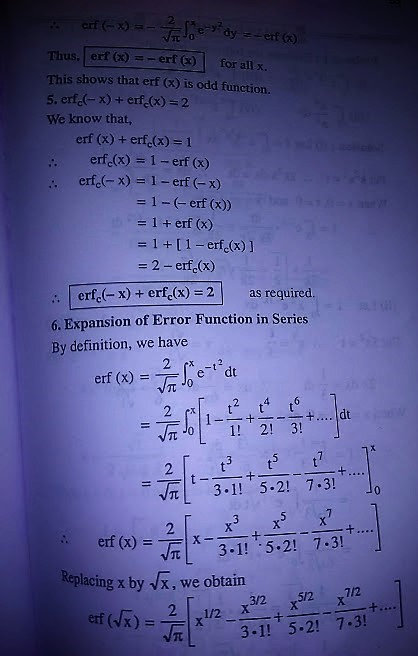 ∴ erf (−x) = − 2/√π ∫₀ˣ e^(−y²) dy = − erf (x)
Thus, erf (x) = − erf (x) for all x.
This shows that erf (x) is odd function.
5. erf_c(− x) + erf_c(x) = 2
We know that,
erf (x) + erf_c(x) = 1
∴ erf_c(x) = 1 − erf (x)
∴ erf_c(− x) = 1 − erf (−x)
= 1 − (− erf (x))
= 1 + erf (x)
= 1 + [ 1 − erf_c(x) ]
= 2 − erf_c(x)
∴ erf_c(− x) + erf_c(x) = 2 as required.
6. Expansion of Error Function in Series
By definition, we have
erf (x) = 2/√π ∫₀ˣ e^(−t²) dt
= 2/√π ∫₀ˣ [ 1 − t²/1! + t⁴/2! − t⁶/3! + .... ] dt
= 2/√π [ t − t³/3•1! + t⁵/5•2! − t⁷/7•3! + .... ]₀ˣ
∴ erf (x) = 2/√π [ x − x³/3•1! + x⁵/5•2! − x⁷/7•3! + .... ]
Replacing x by √x, we obtain
erf (√x) = 2/√π [ x^(1/2) − x^(3/2)/3•1! + x^(5/2)/5•2! − x^(7/2)/7•3! + .... ]